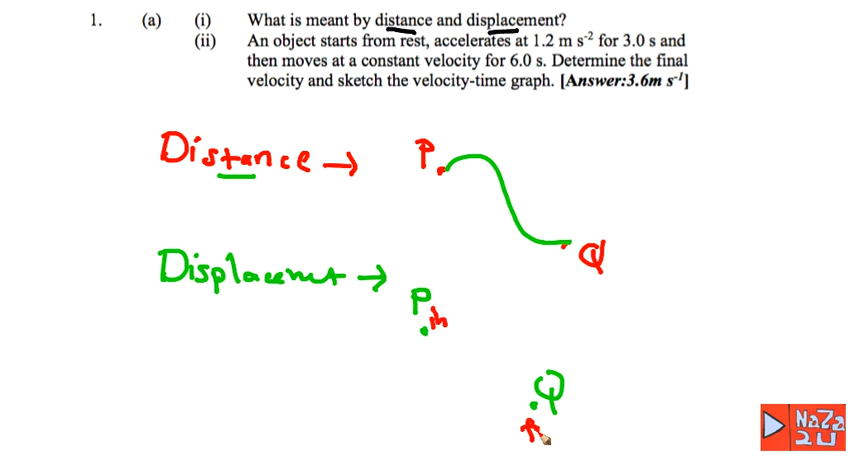 1. (a) (i) What is meant by distance and displacement?
(ii) An object starts from rest, accelerates at 1.2 m s⁻² for 3.0 s and
then moves at a constant velocity for 6.0 s. Determine the final
velocity and sketch the velocity-time graph. [Answer:3.6m s⁻¹]
Distance → P
Q
Displacemnt →
P
Q
NaZa
2U